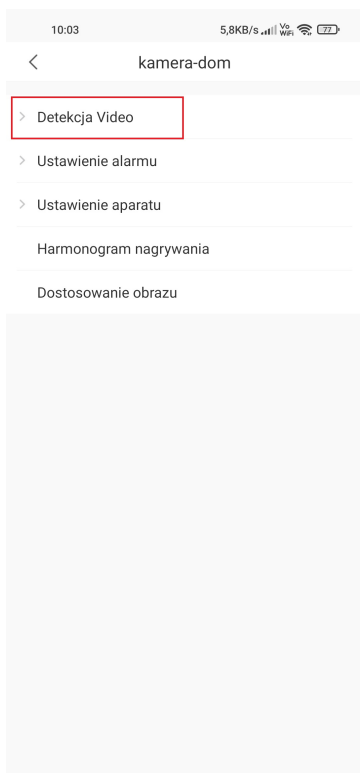 10:03 5,8KB/s Vo WiFi 77
kamera-dom
Detekcja Video
Ustawienie alarmu
Ustawienie aparatu
Harmonogram nagrywania
Dostosowanie obrazu